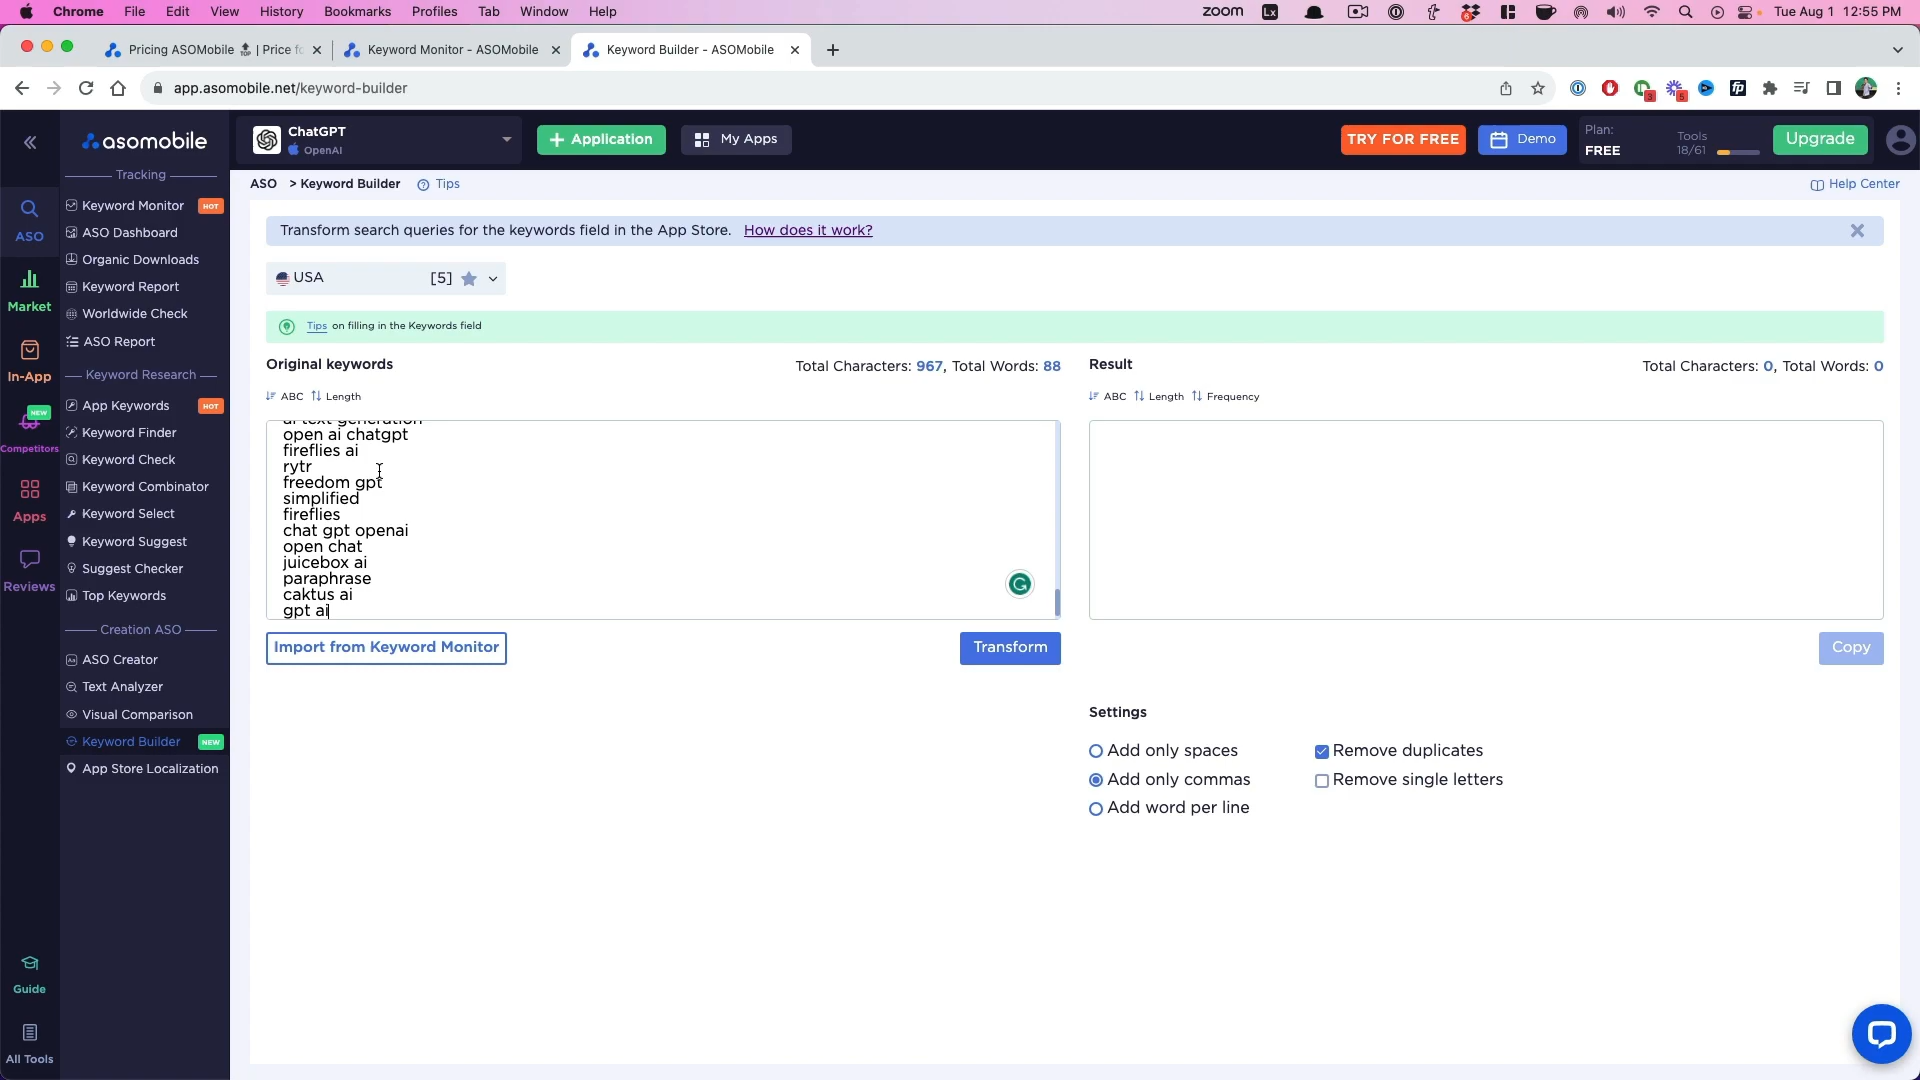 Chrome File Edit View History Bookmarks Profiles Tab Window Help zoom Lx 6 Tue Aug 1 12:55 PM
Pricing ASOMobile TOP | Price fo Keyword Monitor - ASOMobile Keyword Builder - ASOMobile
app.asomobile.net/keyword-builder 3 5 fp
asomobile
ChatGPT
OpenAI
+ Application
My Apps
TRY FOR FREE
Demo
Plan:
FREE
Tools
18/61
Upgrade
ASO
Market
In-App
NEW
Competitors
Apps
Reviews
Guide
All Tools
Tracking
Keyword Monitor HOT
ASO Dashboard
Organic Downloads
Keyword Report
Worldwide Check
ASO Report
Keyword Research
App Keywords HOT
Keyword Finder
Keyword Check
Keyword Combinator
Keyword Select
Keyword Suggest
Suggest Checker
Top Keywords
Creation ASO
ASO Creator
Text Analyzer
Visual Comparison
Keyword Builder NEW
App Store Localization
ASO > Keyword Builder Tips
Help Center
Transform search queries for the keywords field in the App Store. How does it work?
USA [5]
Tips on filling in the Keywords field
Original keywords Total Characters: 967, Total Words: 88
ABC Length
ai text generation
open ai chatgpt
fireflies ai
rytr
freedom gpt
simplified
fireflies
chat gpt openai
open chat
juicebox ai
paraphrase
caktus ai
gpt ai
Import from Keyword Monitor
Transform
Result Total Characters: 0, Total Words: 0
ABC Length Frequency
Copy
Settings
Add only spaces Remove duplicates
Add only commas Remove single letters
Add word per line